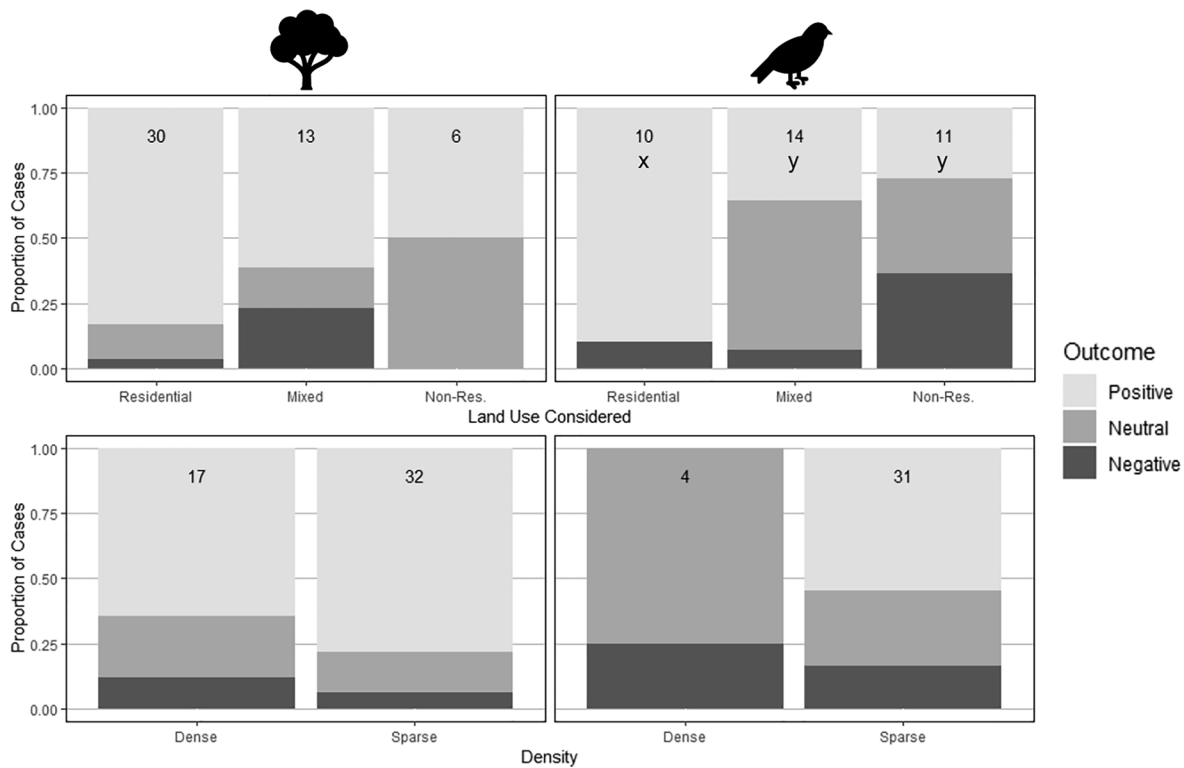 1.00
0.75
0.50
0.25
0.00
Proportion of Cases
30
13
6
10
x
14
y
11
y
Residential
Mixed
Non-Res.
Residential
Mixed
Non-Res.
Land Use Considered
1.00
0.75
0.50
0.25
0.00
Proportion of Cases
17
32
4
31
Dense
Sparse
Dense
Sparse
Density
Outcome
Positive
Neutral
Negative